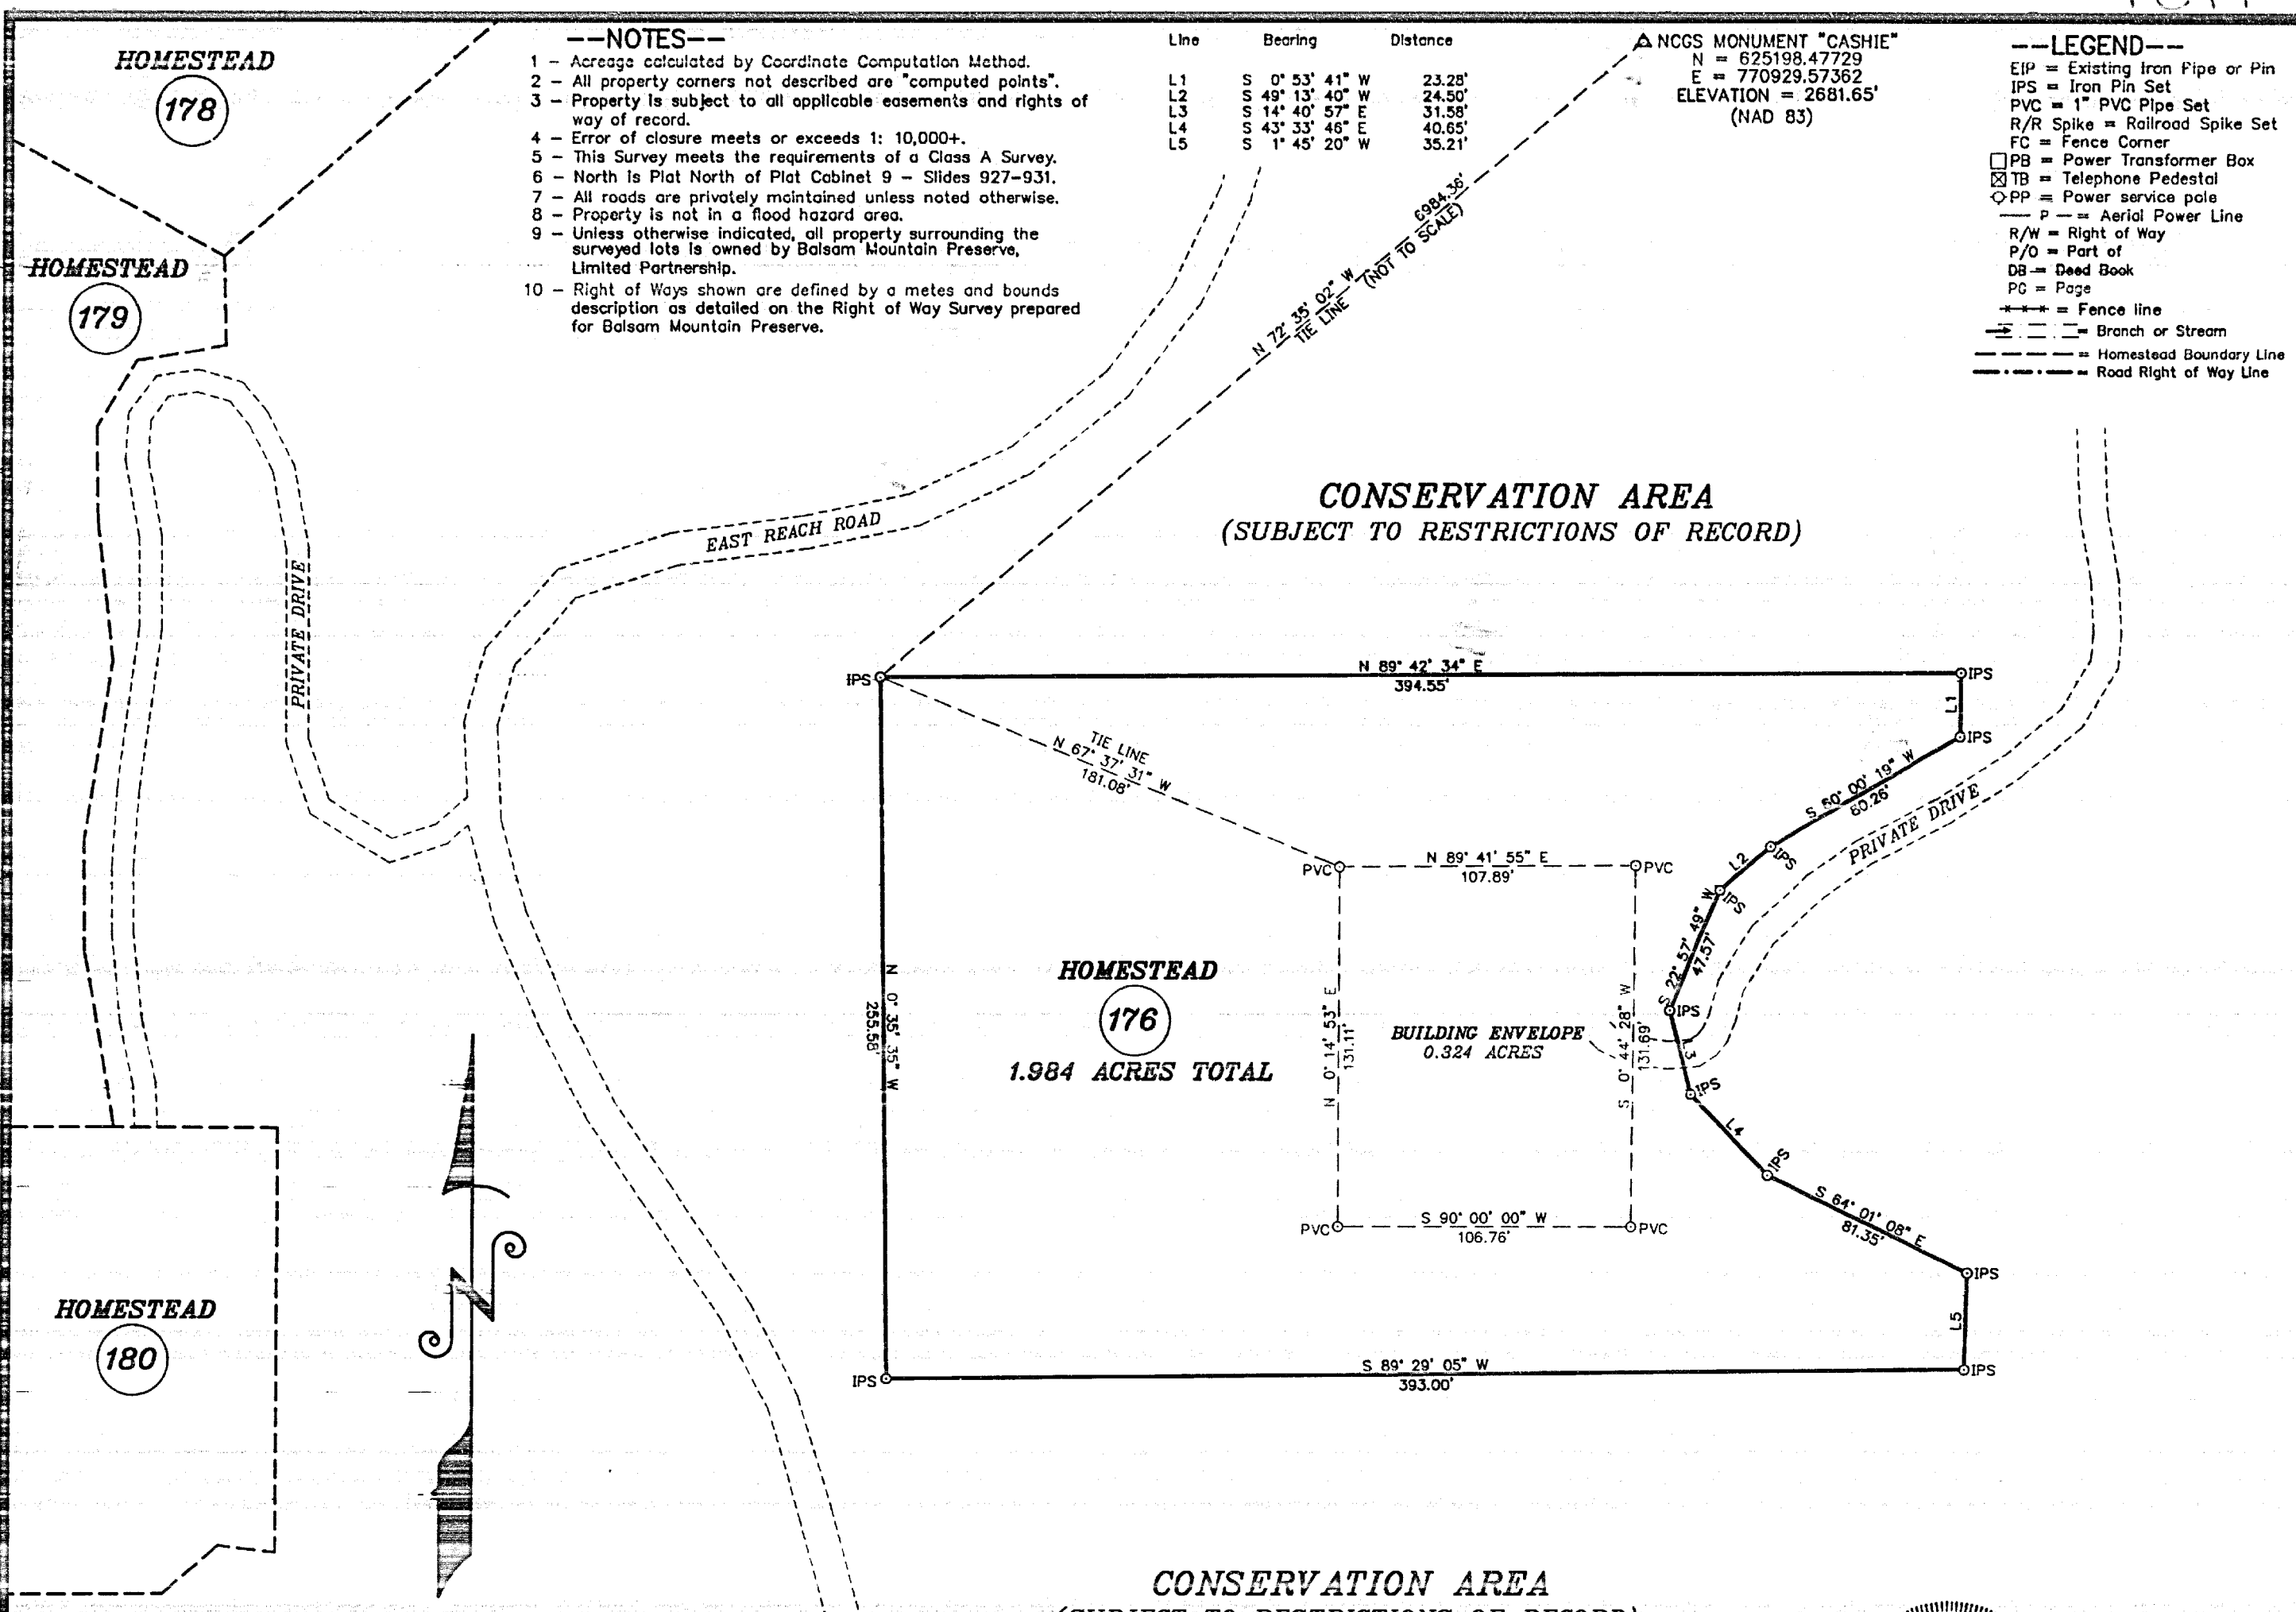 HOMESTEAD
178
HOMESTEAD
179
--NOTES--
1 - Acreage calculated by Coordinate Computation Method.
2 - All property corners not described are "computed points".
3 - Property is subject to all applicable easements and rights of
way of record.
4 - Error of closure meets or exceeds 1: 10,000+.
5 - This Survey meets the requirements of a Class A Survey.
6 - North is Plat North of Plat Cabinet 9 - Slides 927-931.
7 - All roads are privately maintained unless noted otherwise.
8 - Property is not in a flood hazard area.
9 - Unless otherwise indicated, all property surrounding the
surveyed lots is owned by Balsam Mountain Preserve,
Limited Partnership.
10 - Right of Ways shown are defined by a metes and bounds
description as detailed on the Right of Way Survey prepared
for Balsam Mountain Preserve.
Line Bearing Distance
L1 S 0° 53' 41" W 23.28'
L2 S 49° 13' 40" W 24.50'
L3 S 14° 40' 57" E 31.58'
L4 S 43° 33' 46" E 40.65'
L5 S 1° 45' 20" W 35.21'
NCGS MONUMENT "CASHIE"
N = 625198.47729
E = 770929.57362
ELEVATION = 2681.65'
(NAD 83)
--LEGEND--
EIP = Existing Iron Pipe or Pin
IPS = Iron Pin Set
PVC = 1" PVC Pipe Set
R/R Spike = Railroad Spike Set
FC = Fence Corner
PB = Power Transformer Box
TB = Telephone Pedestal
PP = Power service pole
P = Aerial Power Line
R/W = Right of Way
P/O = Part of
DB = Deed Book
PG = Page
= Fence line
= Branch or Stream
= Homestead Boundary Line
= Road Right of Way Line
N 72° 35' 02" W 6984.36'
TIE LINE (NOT TO SCALE)
CONSERVATION AREA
(SUBJECT TO RESTRICTIONS OF RECORD)
EAST REACH ROAD
PRIVATE DRIVE
IPS
N 89° 42' 34" E
394.55'
IPS
L1
IPS
TIE LINE
N 67° 37' 31" W
181.08'
S 60° 00' 19" W
60.26'
PRIVATE DRIVE
IPS
L2
IPS
PVC
N 89° 41' 55" E
107.89'
PVC
S 22° 57' 49" W
47.57'
IPS
N 0° 35' 35" W
255.58'
HOMESTEAD
176
1.984 ACRES TOTAL
N 0° 14' 53" E
131.11'
BUILDING ENVELOPE
0.324 ACRES
S 0° 44' 28" W
131.69'
L3
IPS
L4
IPS
S 64° 01' 08" E
81.35'
IPS
PVC
S 90° 00' 00" W
106.76'
PVC
L5
IPS
S 89° 29' 05" W
393.00'
IPS
N
HOMESTEAD
180
CONSERVATION AREA
(SUBJECT TO RESTRICTIONS OF RECORD)